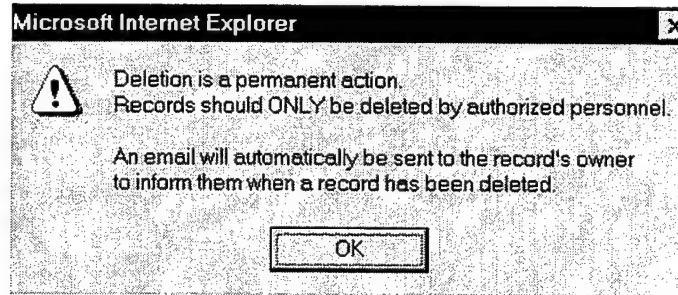 Microsoft Internet Explorer
Deletion is a permanent action.
Records should ONLY be deleted by authorized personnel.
An email will automatically be sent to the record's owner
to inform them when a record has been deleted.
OK